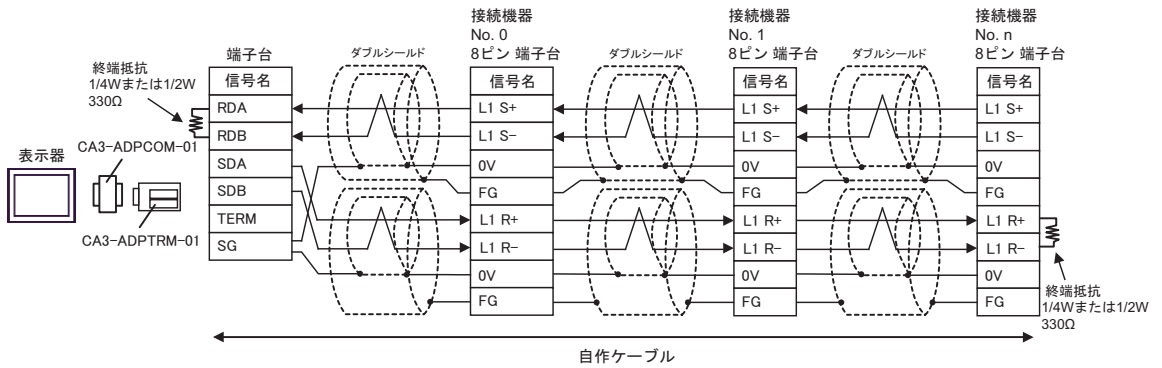 接続機器
No. 0
8ピン 端子台
接続機器
No. 1
8ピン 端子台
接続機器
No. n
8ピン 端子台
端子台
ダブルシールド
ダブルシールド
ダブルシールド
終端抵抗
1/4Wまたは1/2W
330Ω
表示器
CA3-ADPCOM-01
CA3-ADPTRM-01
信号名
RDA
RDB
SDA
SDB
TERM
SG
信号名
L1 S+
L1 S-
0V
FG
L1 R+
L1 R-
0V
FG
信号名
L1 S+
L1 S-
0V
FG
L1 R+
L1 R-
0V
FG
信号名
L1 S+
L1 S-
0V
FG
L1 R+
L1 R-
0V
FG
終端抵抗
1/4Wまたは1/2W
330Ω
自作ケーブル